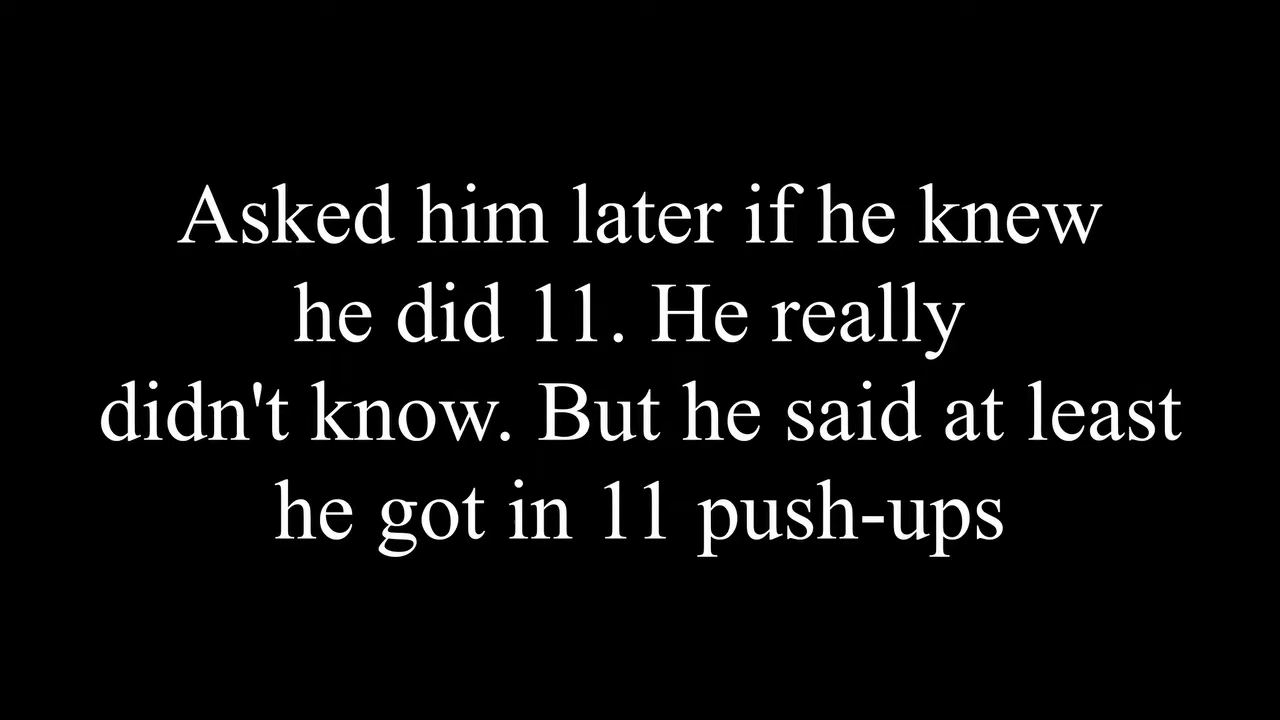 Asked him later if he knew
he did 11. He really
didn't know. But he said at least
he got in 11 push-ups